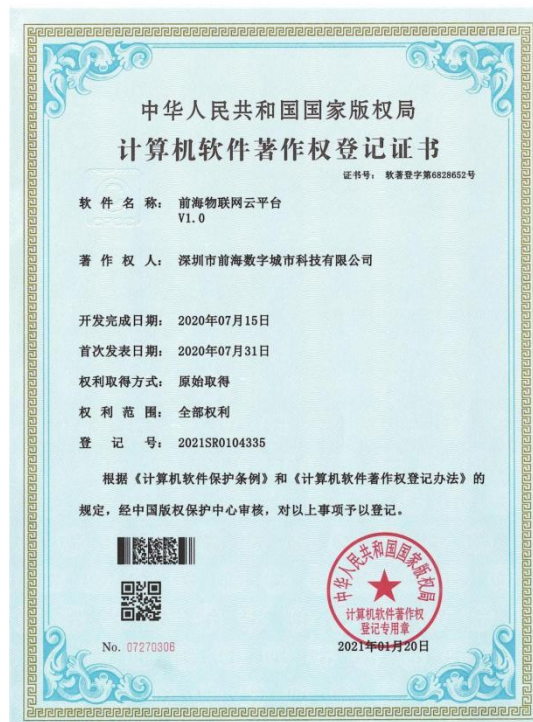 中华人民共和国国家版权局
计算机软件著作权登记证书
证书号： 软著登字第6828652号
软件名称： 前海物联网云平台
V1.0
著作权人： 深圳市前海数字城市科技有限公司
开发完成日期： 2020年07月15日
首次发表日期： 2020年07月31日
权利取得方式： 原始取得
权利范围： 全部权利
登记号： 2021SR0104335
根据《计算机软件保护条例》和《计算机软件著作权登记办法》的
规定，经中国版权保护中心审核，对以上事项予以登记。
中华人民共和国国家版权局
计算机软件著作权
登记专用章
No. 07270306
2021年01月20日